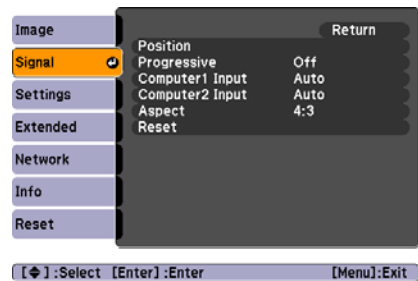 Image
Signal
Settings
Extended
Network
Info
Reset
Return
Position
Progressive Off
Computer1 Input Auto
Computer2 Input Auto
Aspect 4:3
Reset
[◆]:Select [Enter]:Enter [Menu]:Exit